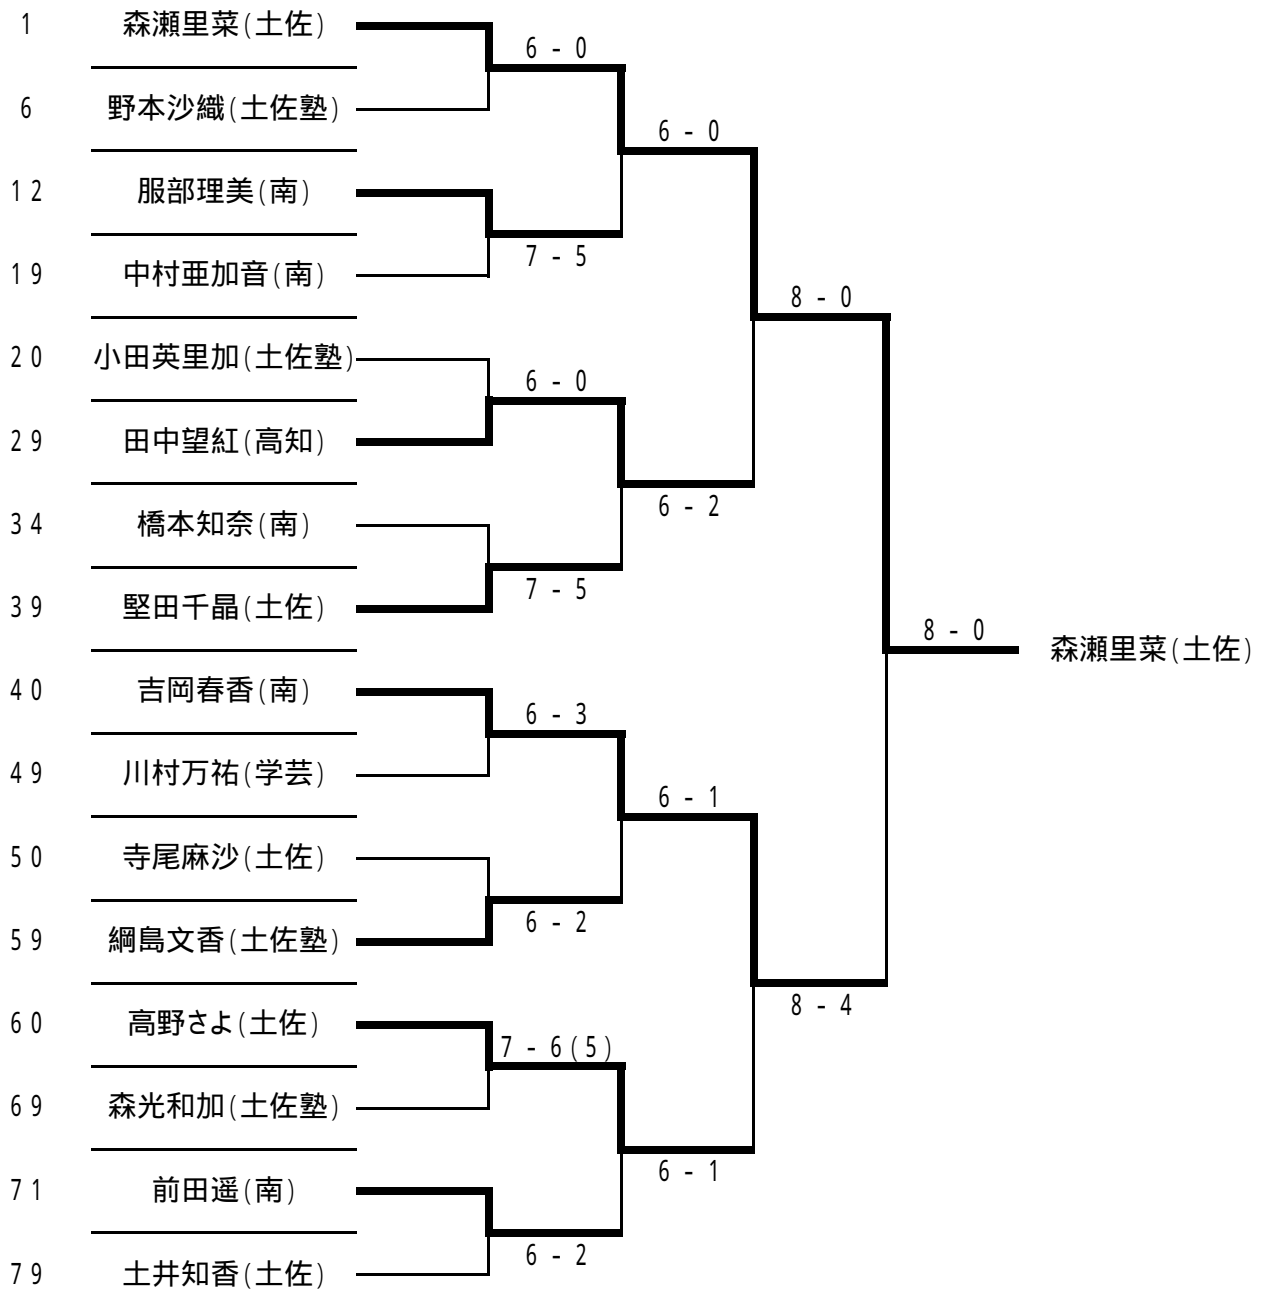 1 森瀬里菜(土佐)
6 - 0
6 野本沙織(土佐塾)
6 - 0
12 服部理美(南)
7 - 5
19 中村亜加音(南)
8 - 0
20 小田英里加(土佐塾)
6 - 0
29 田中望紅(高知)
6 - 2
34 橋本知奈(南)
7 - 5
39 堅田千晶(土佐)
8 - 0
森瀬里菜(土佐)
40 吉岡春香(南)
6 - 3
49 川村万祐(学芸)
6 - 1
50 寺尾麻沙(土佐)
6 - 2
59 綱島文香(土佐塾)
8 - 4
60 高野さよ(土佐)
7 - 6(5)
69 森光和加(土佐塾)
6 - 1
71 前田遥(南)
6 - 2
79 土井知香(土佐)